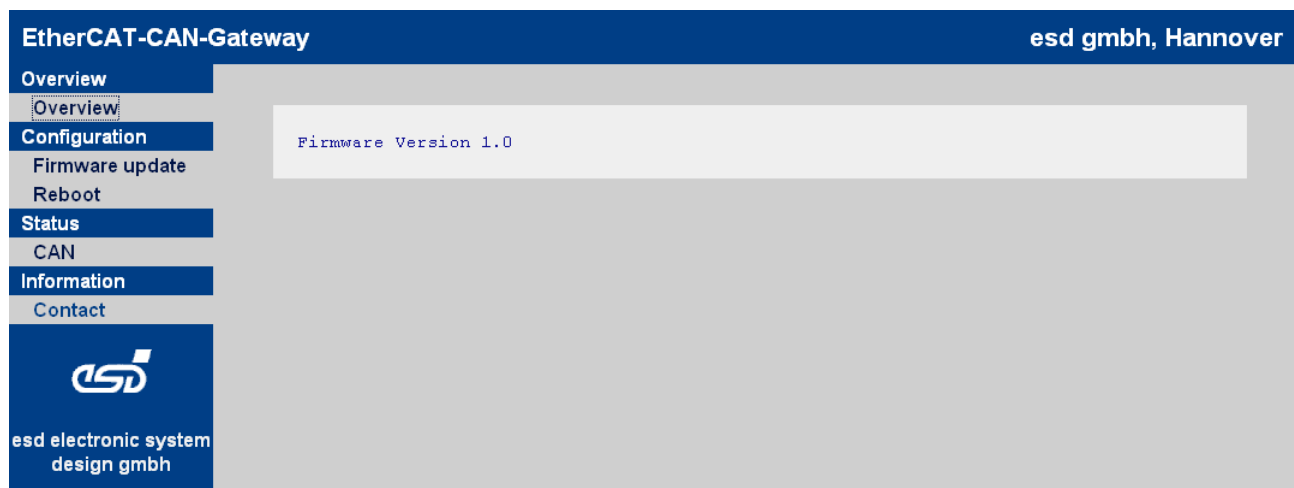 EtherCAT-CAN-Gateway
esd gmbh, Hannover
Overview
Overview
Configuration
Firmware update
Reboot
Status
CAN
Information
Contact
esd
esd electronic system
design gmbh
Firmware Version 1.0